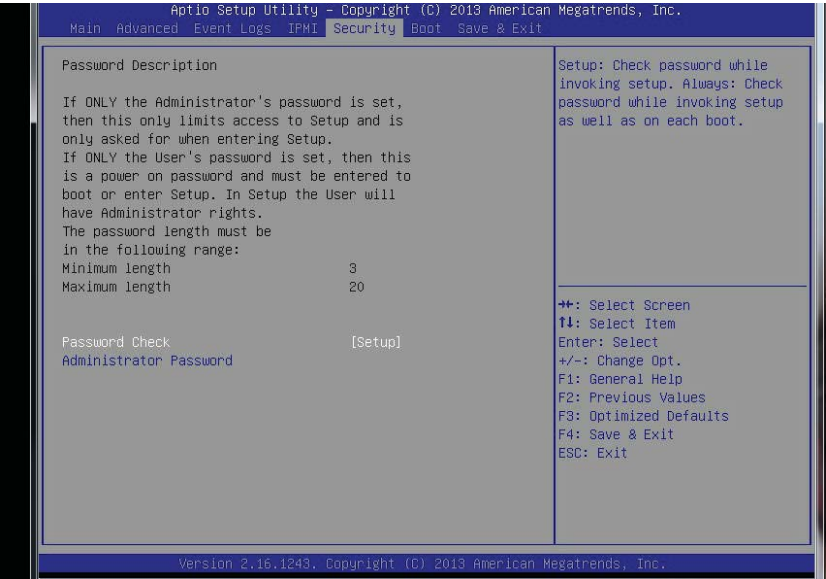 Aptio Setup Utility – Copyright (C) 2013 American Megatrends, Inc.
Main Advanced Event Logs IPMI Security Boot Save & Exit
Password Description
If ONLY the Administrator's password is set,
then this only limits access to Setup and is
only asked for when entering Setup.
If ONLY the User's password is set, then this
is a power on password and must be entered to
boot or enter Setup. In Setup the User will
have Administrator rights.
The password length must be
in the following range:
Minimum length 3
Maximum length 20
Password Check [Setup]
Administrator Password
Setup: Check password while
invoking setup. Always: Check
password while invoking setup
as well as on each boot.
→←: Select Screen
↑↓: Select Item
Enter: Select
+/-: Change Opt.
F1: General Help
F2: Previous Values
F3: Optimized Defaults
F4: Save & Exit
ESC: Exit
Version 2.16.1243. Copyright (C) 2013 American Megatrends, Inc.